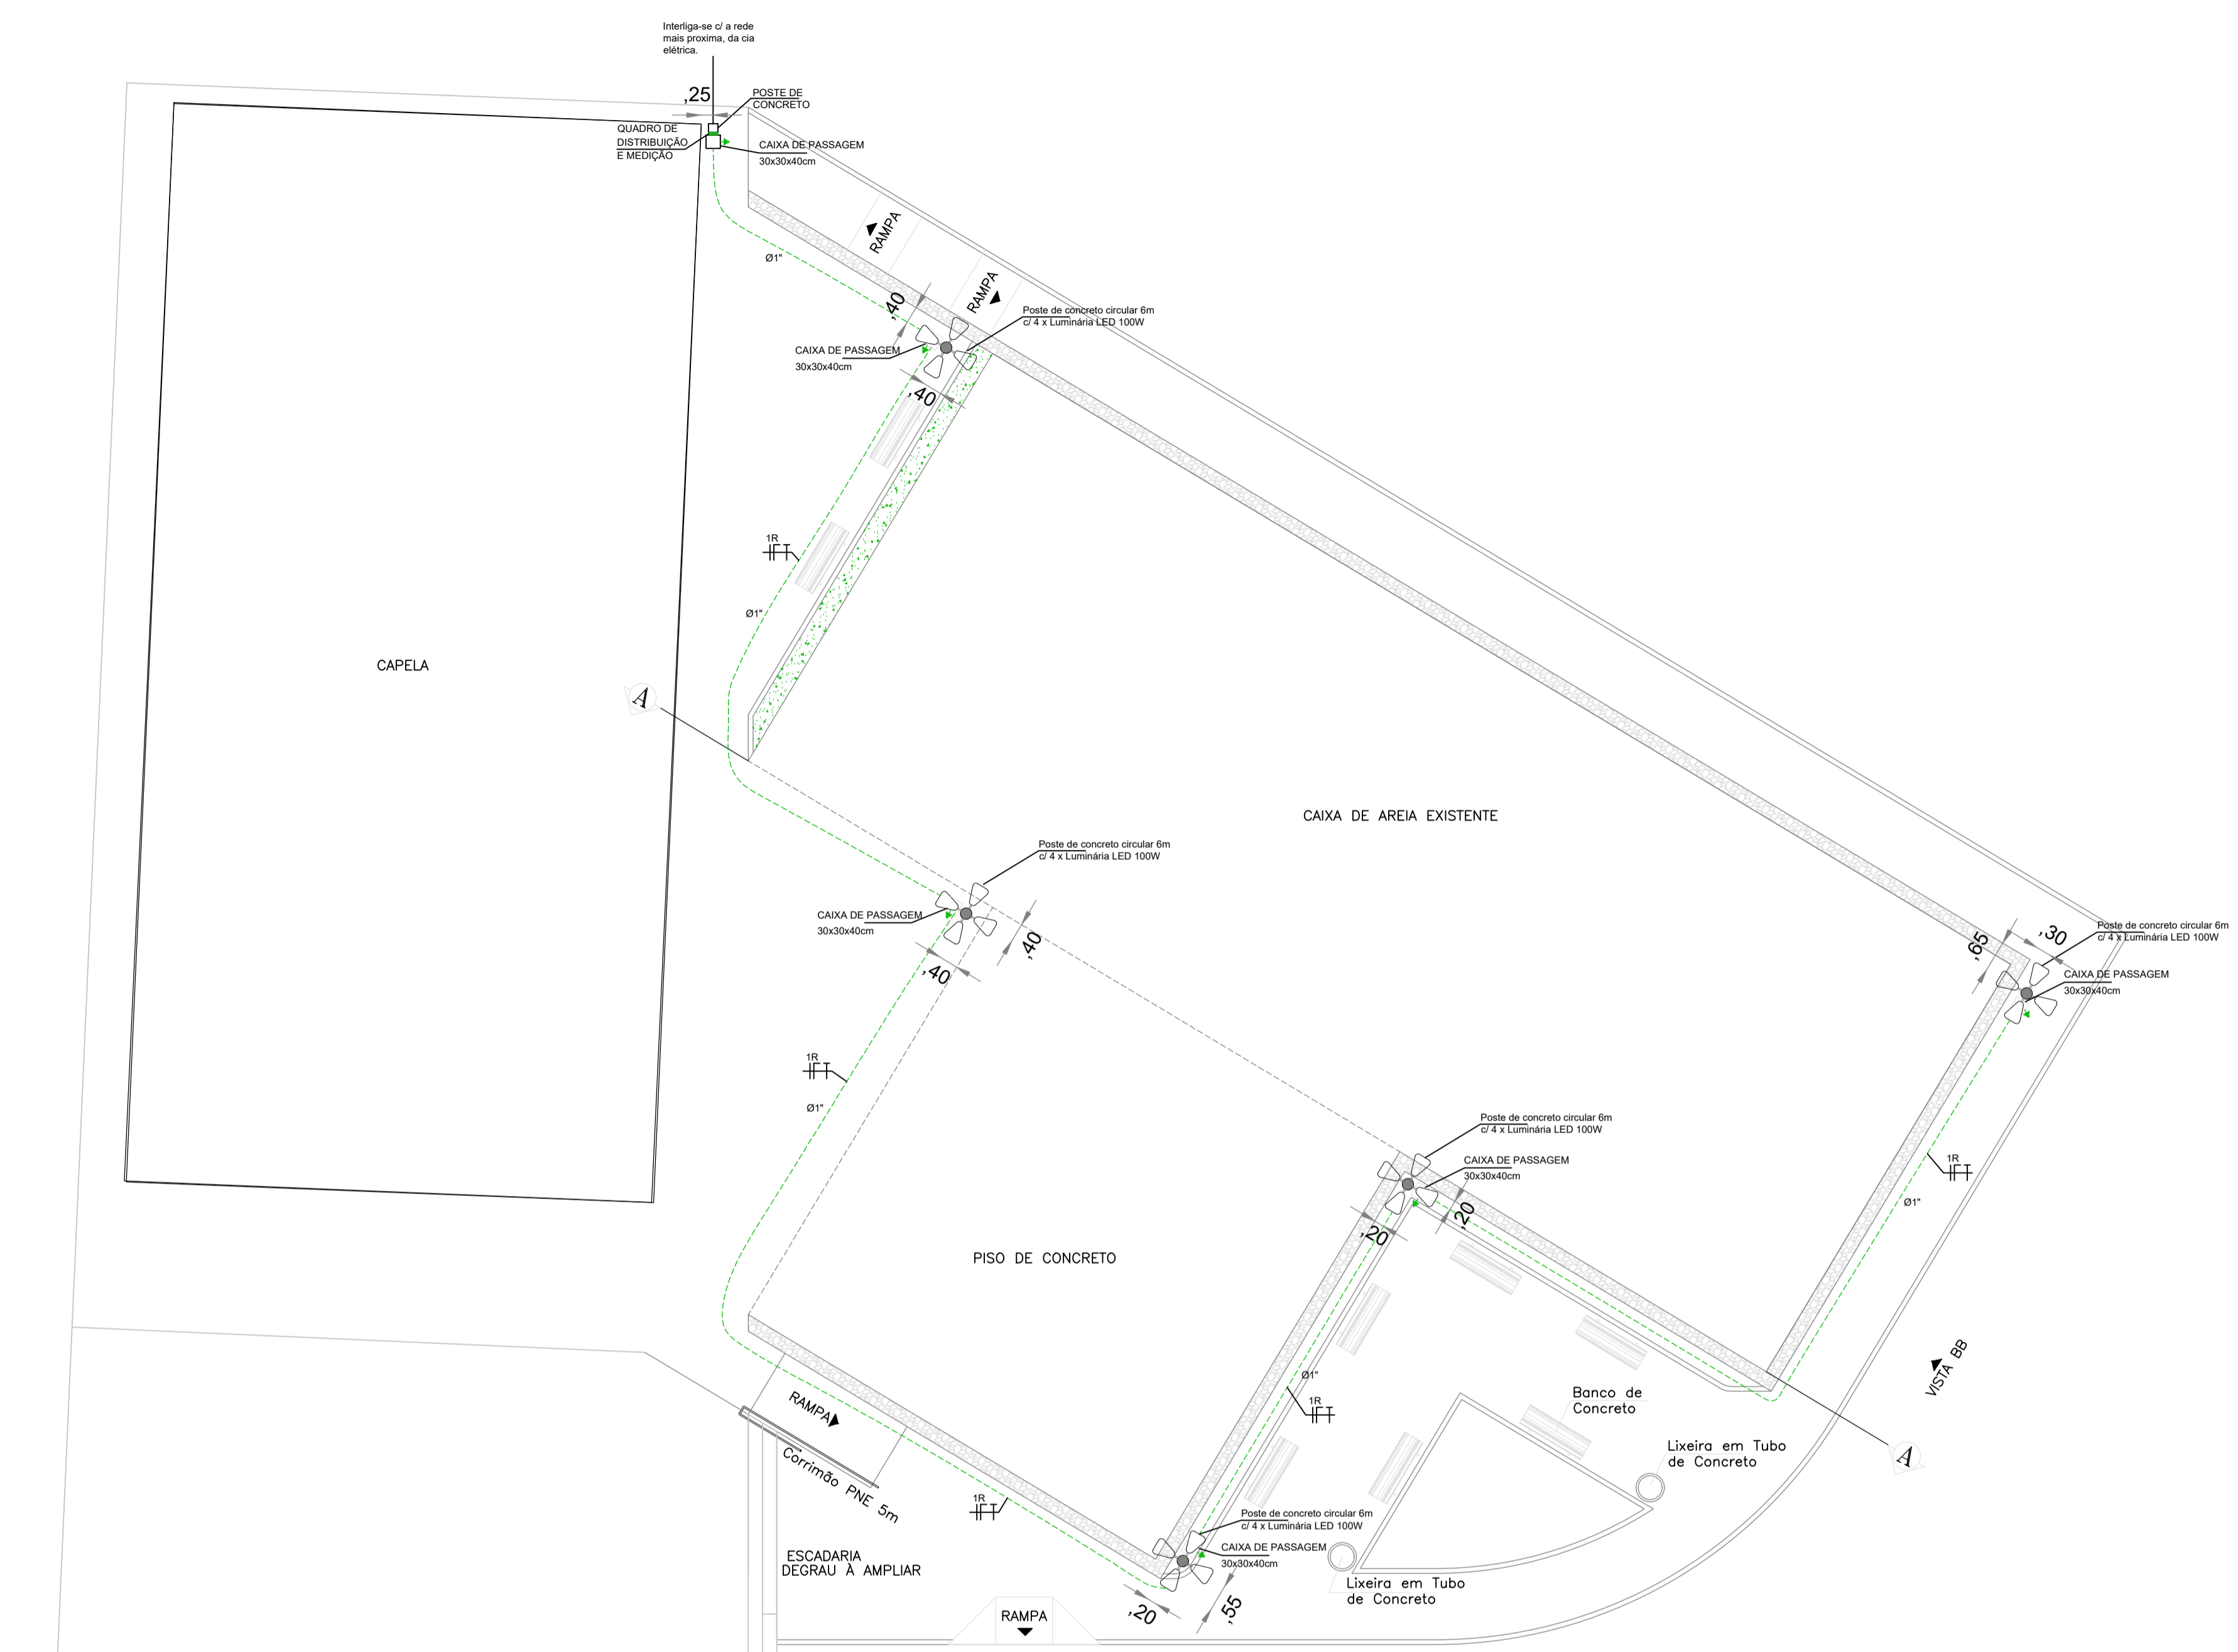 Interliga-se c/ a rede
mais proxima, da cia
elétrica.
,25
POSTE DE
CONCRETO
QUADRO DE
DISTRIBUIÇÃO
E MEDIÇÃO
CAIXA DE PASSAGEM
30x30x40cm
RAMPA
Ø1"
RAMPA
,40
Poste de concreto circular 6m
c/ 4 x Luminária LED 100W
CAIXA DE PASSAGEM
30x30x40cm
,40
1R
Ø1"
CAPELA
A
CAIXA DE AREIA EXISTENTE
Poste de concreto circular 6m
c/ 4 x Luminária LED 100W
CAIXA DE PASSAGEM
30x30x40cm
,40
,40
,65
,30
Poste de concreto circular 6m
c/ 4 x Luminária LED 100W
CAIXA DE PASSAGEM
30x30x40cm
1R
Ø1"
Poste de concreto circular 6m
c/ 4 x Luminária LED 100W
CAIXA DE PASSAGEM
30x30x40cm
,20
,20
1R
Ø1"
PISO DE CONCRETO
VISTA BB
Ø1"
1R
Banco de
Concreto
RAMPA
Corrimão PNE 5m
Lixeira em Tubo
de Concreto
A
1R
Poste de concreto circular 6m
c/ 4 x Luminária LED 100W
CAIXA DE PASSAGEM
30x30x40cm
ESCADARIA
DEGRAU À AMPLIAR
Lixeira em Tubo
de Concreto
,20
,55
RAMPA